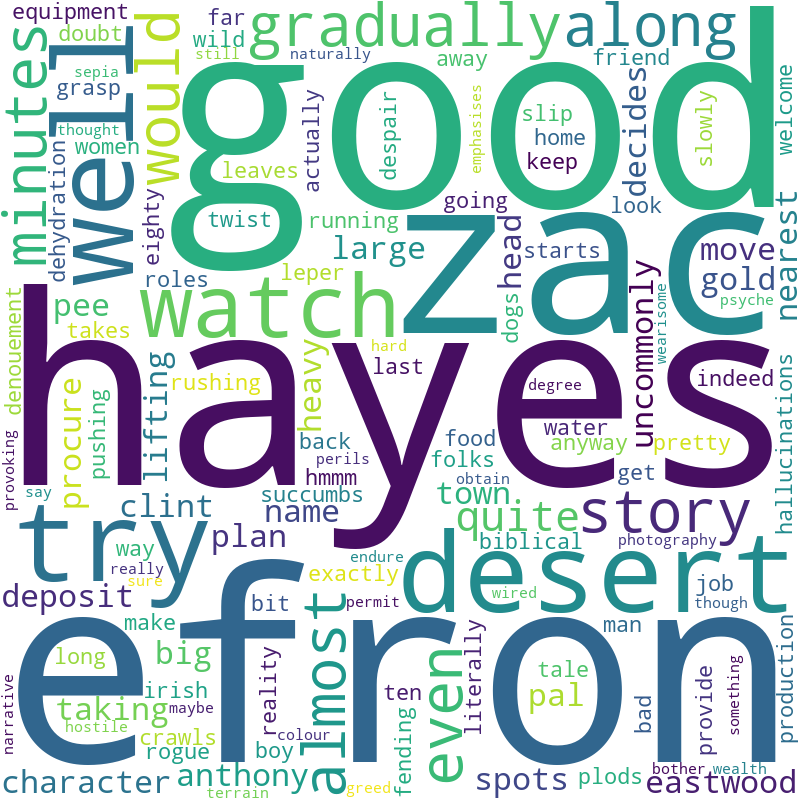 equipment
doubt
sepia
grasp
thought
women
minutes
well
would
far
wild
still
gradually
naturally
along
friend
away
good
actually
despair
emphasises
slip
home
keep
decides
slowly
welcome
dehydration
eighty
leaves
twist
running
going
look
zac
roles
leper
large
head
starts
move
gold
psyche
nearest
uncommonly
wearisome
pee
takes
watch
dogs
denouement
hayes
hard
last
degree
indeed
procure
pushing
lifting
rushing
heavy
provoking
say
back
hmmm
perils
food
folks
water
anyway
pretty
get
obtain
hallucinations
try
clint
succumbs
name
town
quite
story
way
really
sure
plan
biblical
photography
endure
exactly
desert
job
though
deposit
make
bit
almost
permit
wired
man
efron
long
big
irish
maybe
taking
hostile
crawls
rogue
boy
reality
colour
ten
even
literally
tale
pal
bad
provide
something
production
narrative
character
anthony
terrain
greed
fending
spots
plods
bother
wealth
eastwood